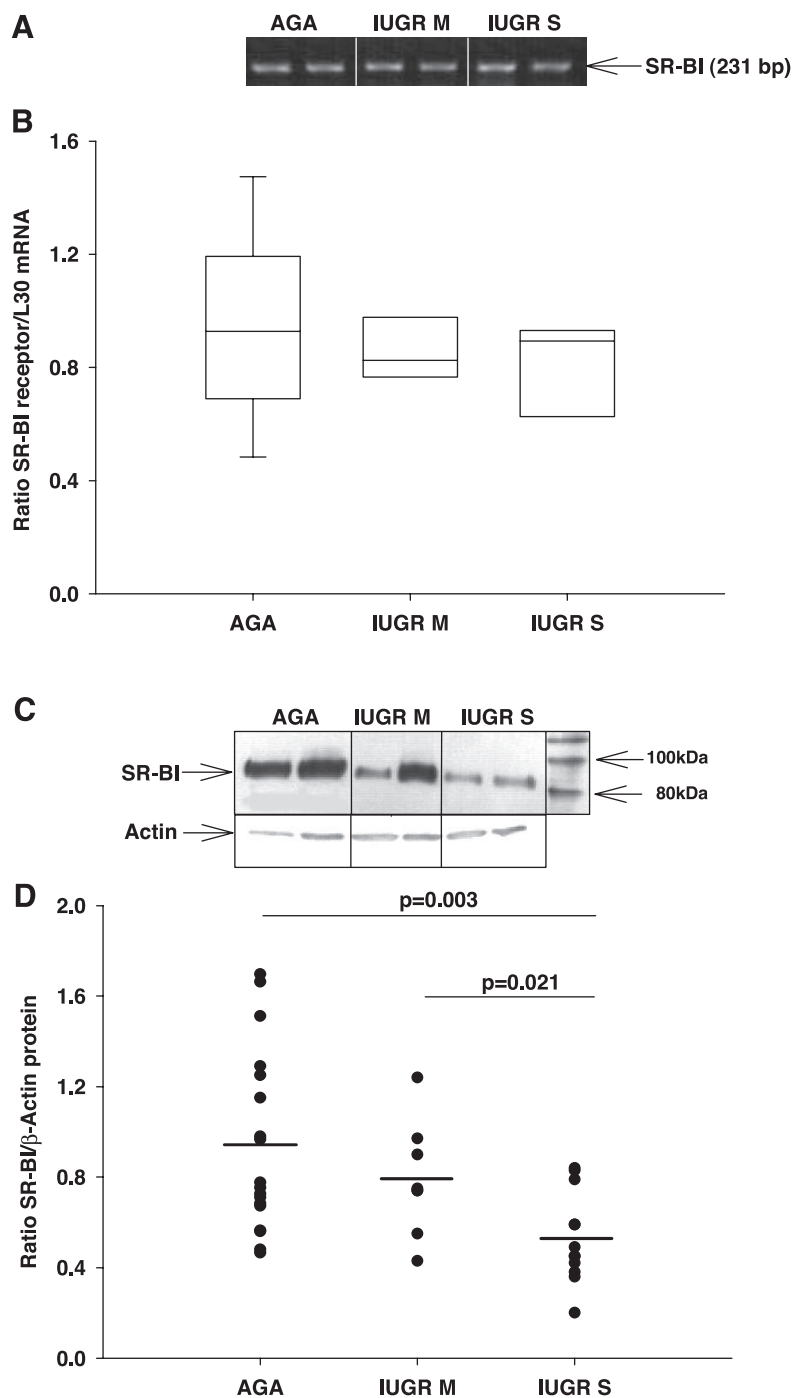 A
AGA IUGR M IUGR S
SR-BI (231 bp)
B
1.6
1.2
0.8
0.4
0.0
Ratio SR-BI receptor/L30 mRNA
AGA IUGR M IUGR S
C
AGA IUGR M IUGR S
SR-BI
100kDa
80kDa
Actin
D
2.0
1.6
1.2
0.8
0.4
0.0
Ratio SR-BI/β-Actin protein
p=0.003
p=0.021
AGA IUGR M IUGR S